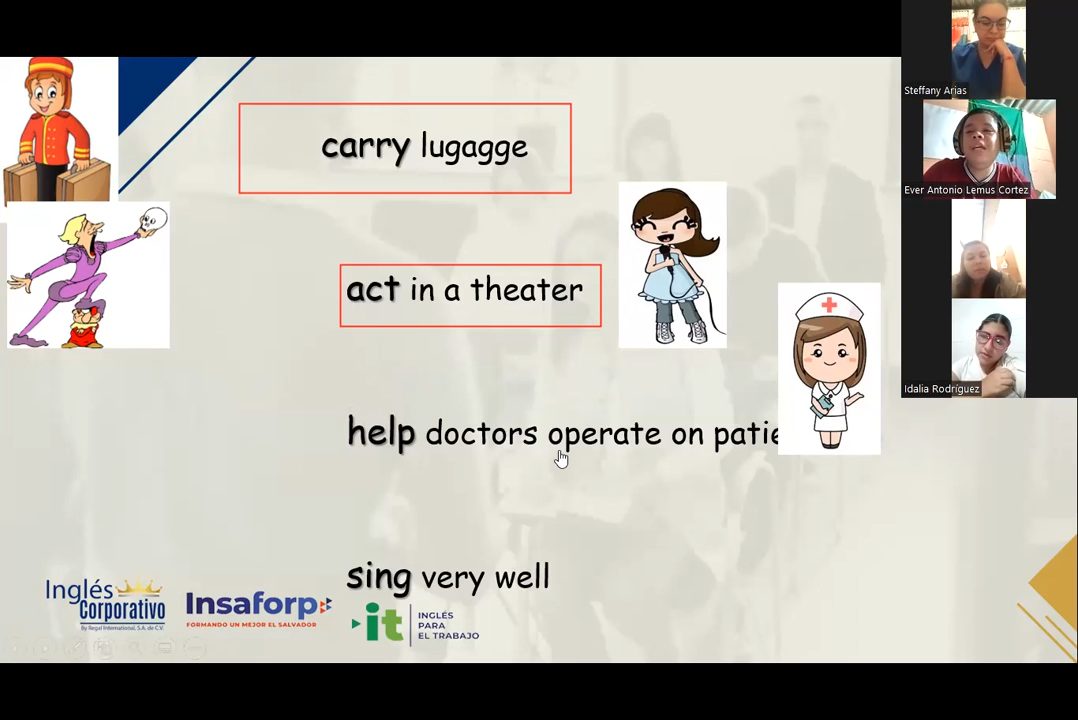 Steffany Arias
carry lugagge
Ever Antonio Lemus Cortez
act in a theater
Idalia Rodríguez
help doctors operate on patie
sing very well
Inglés
Corporativo
By Regal International, S.A. de C.V.
Insaforp
FORMANDO UN MEJOR EL SALVADOR
it
INGLÉS
PARA
EL TRABAJO